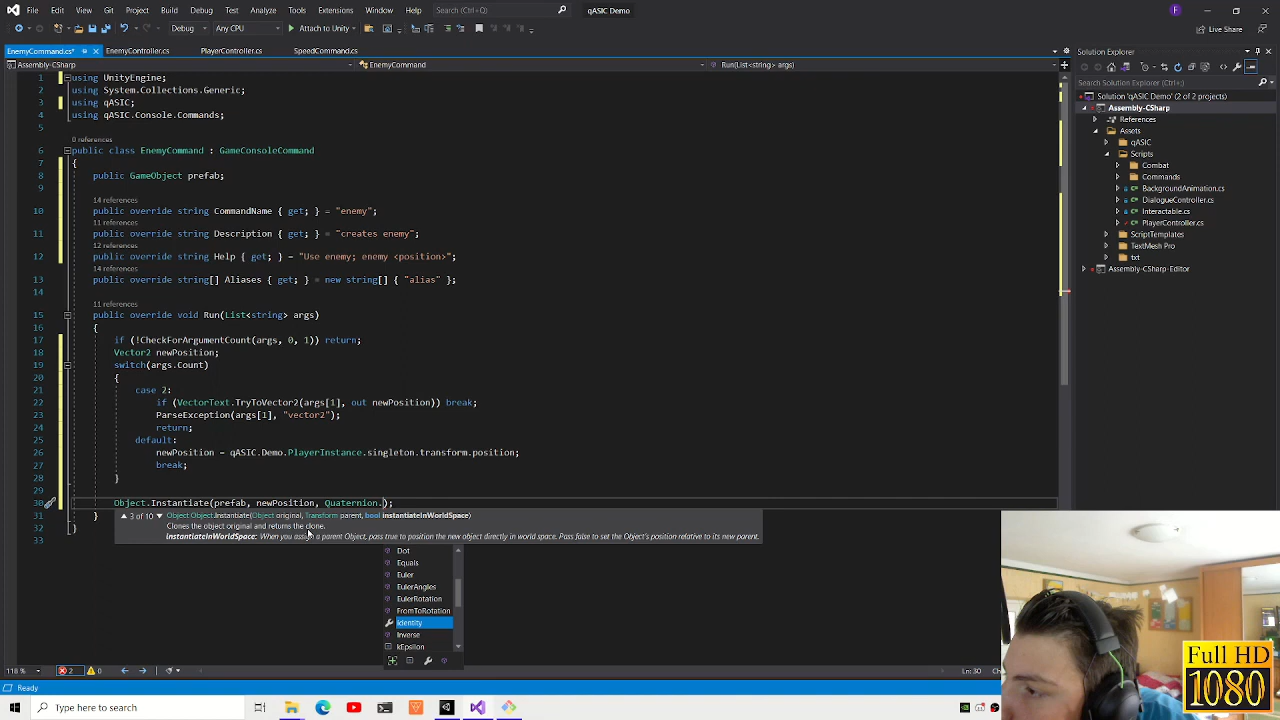 File Edit View Git Project Build Debug Test Analyze Tools Extensions Window Help Search (Ctrl+Q) qASIC Demo F
Debug Any CPU Attach to Unity Live Share
EnemyCommand.cs* EnemyController.cs PlayerController.cs SpeedCommand.cs
Assembly-CSharp EnemyCommand Run(List<string> args)
1 using UnityEngine;
2 using System.Collections.Generic;
3 using qASIC;
4 using qASIC.Console.Commands;
5
0 references
6 public class EnemyCommand : GameConsoleCommand
7 {
8 public GameObject prefab;
9
14 references
10 public override string CommandName { get; } = "enemy";
11 references
11 public override string Description { get; } = "creates enemy";
12 references
12 public override string Help { get; } = "Use enemy; enemy <position>";
14 references
13 public override string[] Aliases { get; } = new string[] { "alias" };
14
11 references
15 public override void Run(List<string> args)
16 {
17 if (!CheckForArgumentCount(args, 0, 1)) return;
18 Vector2 newPosition;
19 switch(args.Count)
20 {
21 case 2:
22 if (VectorText.TryToVector2(args[1], out newPosition)) break;
23 ParseException(args[1], "vector2");
24 return;
25 default:
26 newPosition = qASIC.Demo.PlayerInstance.singleton.transform.position;
27 break;
28 }
29
30 Object.Instantiate(prefab, newPosition, Quaternion.);
31 }
32 }
33
3 of 10 Object Object.Instantiate(Object original, Transform parent, bool instantiateInWorldSpace)
Clones the object original and returns the clone.
instantiateInWorldSpace: When you assign a parent Object, pass true to position the new object directly in world space. Pass false to set the Object's position relative to its new parent.
Dot
Equals
Euler
EulerAngles
EulerRotation
FromToRotation
identity
Inverse
kEpsilon
Solution Explorer
Search Solution Explorer (Ctrl+;)
Solution 'qASIC Demo' (2 of 2 projects)
Assembly-CSharp
References
Assets
qASIC
Scripts
Combat
Commands
BackgroundAnimation.cs
DialogueController.cs
Interactable.cs
PlayerController.cs
ScriptTemplates
TextMesh Pro
txt
Assembly-CSharp-Editor
118 % 2 0 Ln: 30
Ready
Type here to search
Full HD
1080